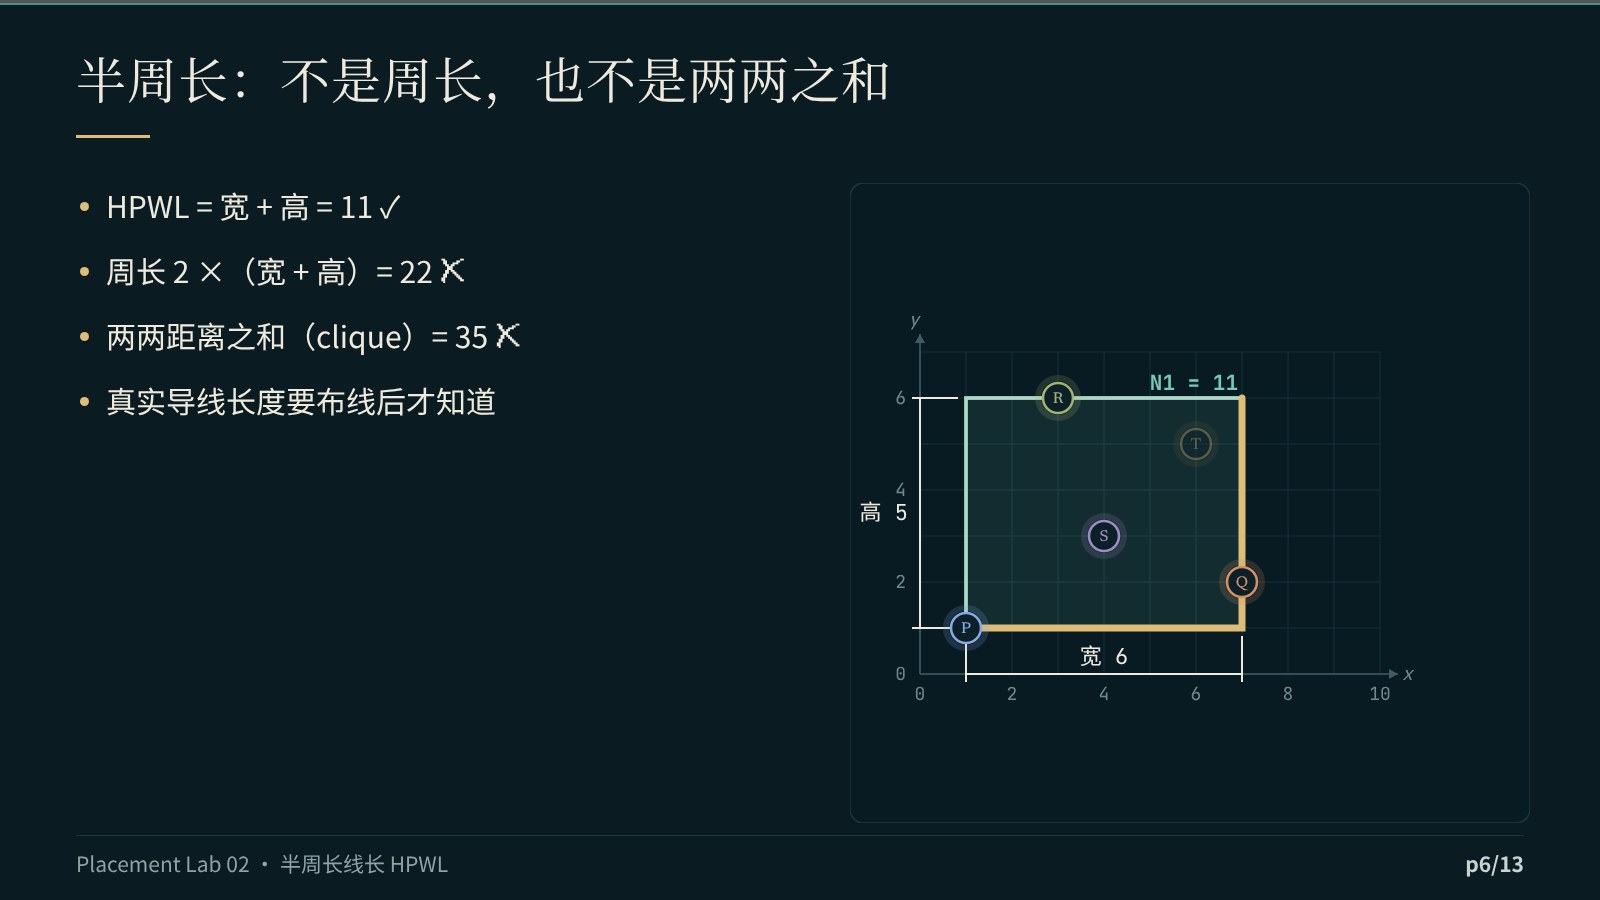 半周长：不是周长，也不是两两之和
HPWL = 宽 + 高 = 11 ✓
周长 2 ×（宽 + 高）= 22 ⛌
两两距离之和（clique）= 35 ⛌
真实导线长度要布线后才知道
y
N1 = 11
6
R
T
4
高 5
S
2
Q
P
宽 6
0
x
0 2 4 6 8 10
Placement Lab 02 · 半周长线长 HPWL
p6/13